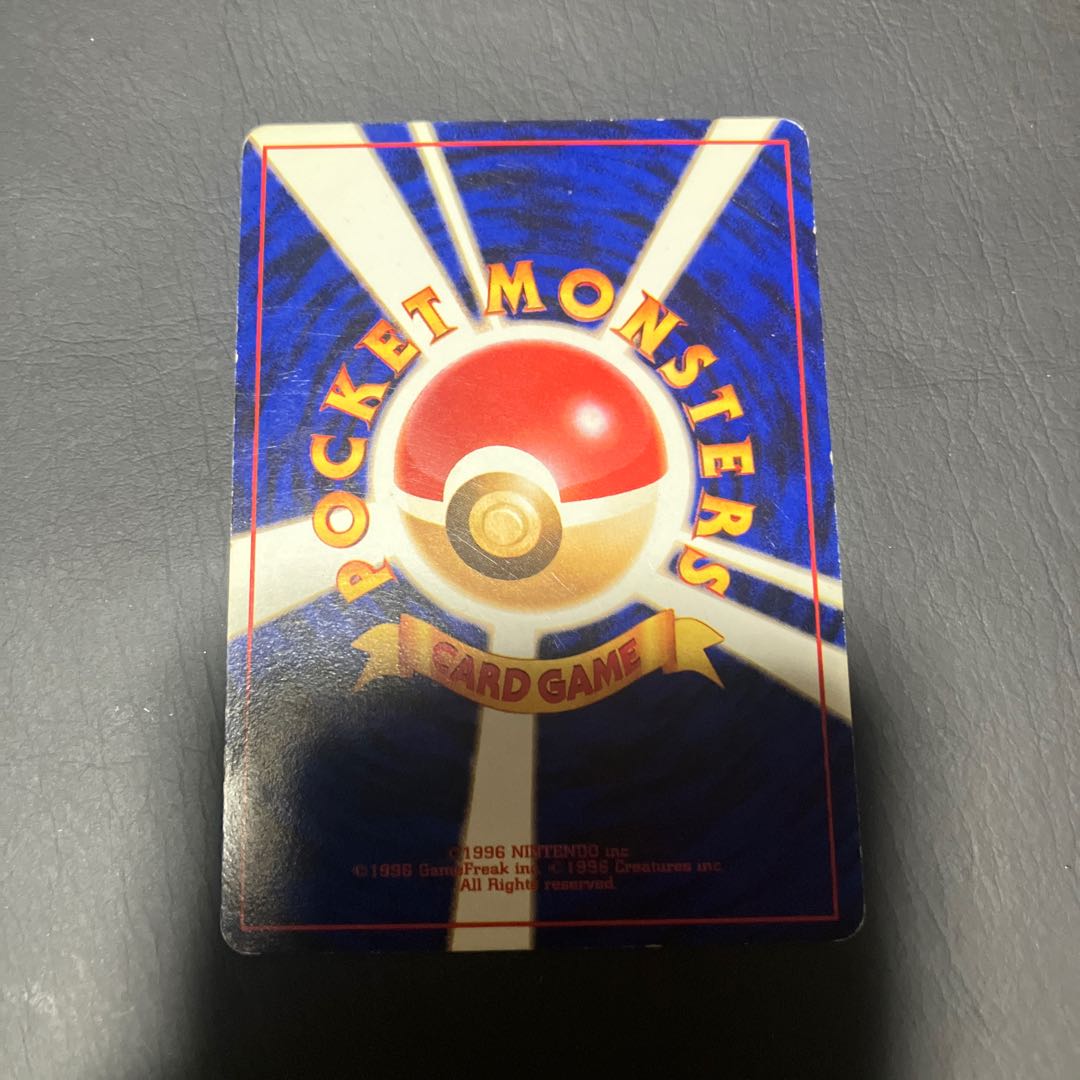 POCKET MONSTERS
CARD GAME
©1996 NINTENDO inc
©1996 GameFreak inc. ©1996 Creatures inc
All Rights reserved.